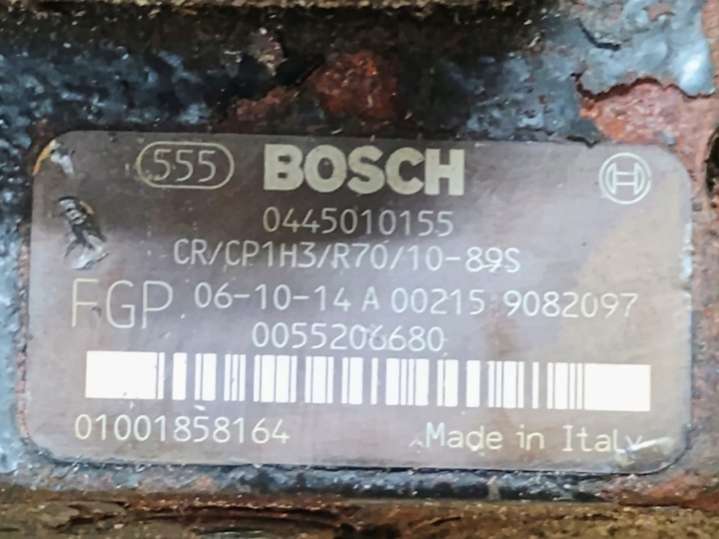 555 BOSCH
0445010155
CR/CP1H3/R70/10-89S
FGP 06-10-14 A 00215 9082097
0055206680
01001858164 Made in Italy